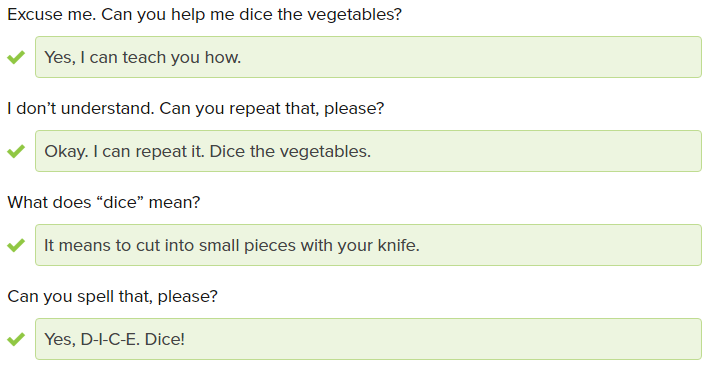 Excuse me. Can you help me dice the vegetables?
Yes, I can teach you how.
I don’t understand. Can you repeat that, please?
Okay. I can repeat it. Dice the vegetables.
What does “dice” mean?
It means to cut into small pieces with your knife.
Can you spell that, please?
Yes, D-I-C-E. Dice!